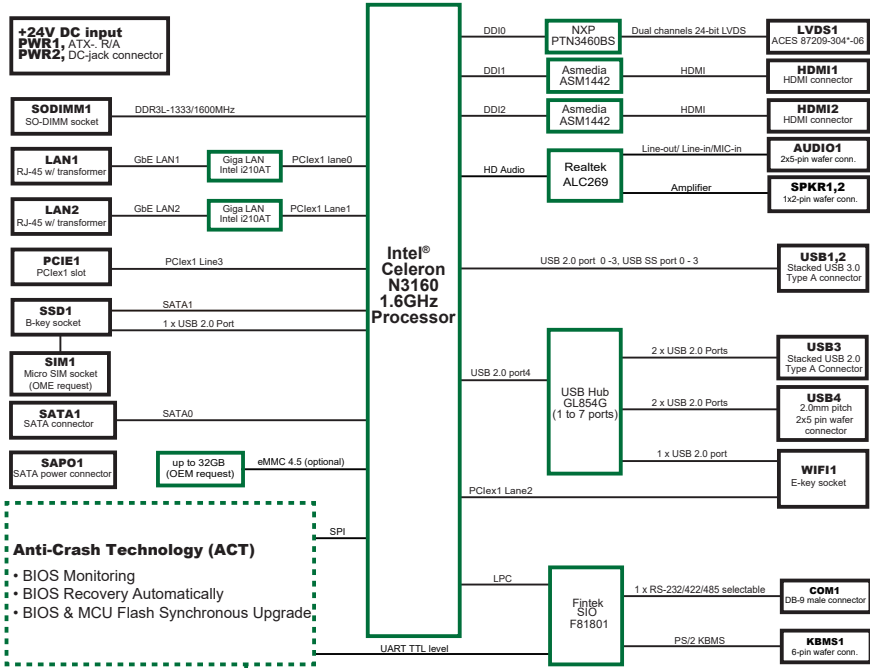 +24V DC input
PWR1, ATX-. R/A
PWR2, DC-jack connector
SODIMM1
SO-DIMM socket
DDR3L-1333/1600MHz
LAN1
RJ-45 w/ transformer
GbE LAN1
Giga LAN
Intel i210AT
PCIex1 lane0
LAN2
RJ-45 w/ transformer
GbE LAN2
Giga LAN
Intel i210AT
PCIex1 Lane1
PCIE1
PCIex1 slot
PCIex1 Line3
SSD1
B-key socket
SATA1
1 x USB 2.0 Port
SIM1
Micro SIM socket
(OME request)
SATA1
SATA connector
SATA0
SAPO1
SATA power connector
up to 32GB
(OEM request)
eMMC 4.5 (optional)
Anti-Crash Technology (ACT)
• BIOS Monitoring
• BIOS Recovery Automatically
• BIOS & MCU Flash Synchronous Upgrade
SPI
UART TTL level
Intel®
Celeron
N3160
1.6GHz
Processor
DDI0
NXP
PTN3460BS
Dual channels 24-bit LVDS
LVDS1
ACES 87209-304*-06
DDI1
Asmedia
ASM1442
HDMI
HDMI1
HDMI connector
DDI2
Asmedia
ASM1442
HDMI
HDMI2
HDMI connector
HD Audio
Realtek
ALC269
Line-out/ Line-in/MIC-in
AUDIO1
2x5-pin wafer conn.
Amplifier
SPKR1,2
1x2-pin wafer conn.
USB 2.0 port 0 -3, USB SS port 0 - 3
USB1,2
Stacked USB 3.0
Type A connector
USB 2.0 port4
USB Hub
GL854G
(1 to 7 ports)
2 x USB 2.0 Ports
USB3
Stacked USB 2.0
Type A Connector
2 x USB 2.0 Ports
USB4
2.0mm pitch
2x5 pin wafer
connector
1 x USB 2.0 port
WIFI1
E-key socket
PCIex1 Lane2
LPC
Fintek
SIO
F81801
1 x RS-232/422/485 selectable
COM1
DB-9 male connector
PS/2 KBMS
KBMS1
6-pin wafer conn.